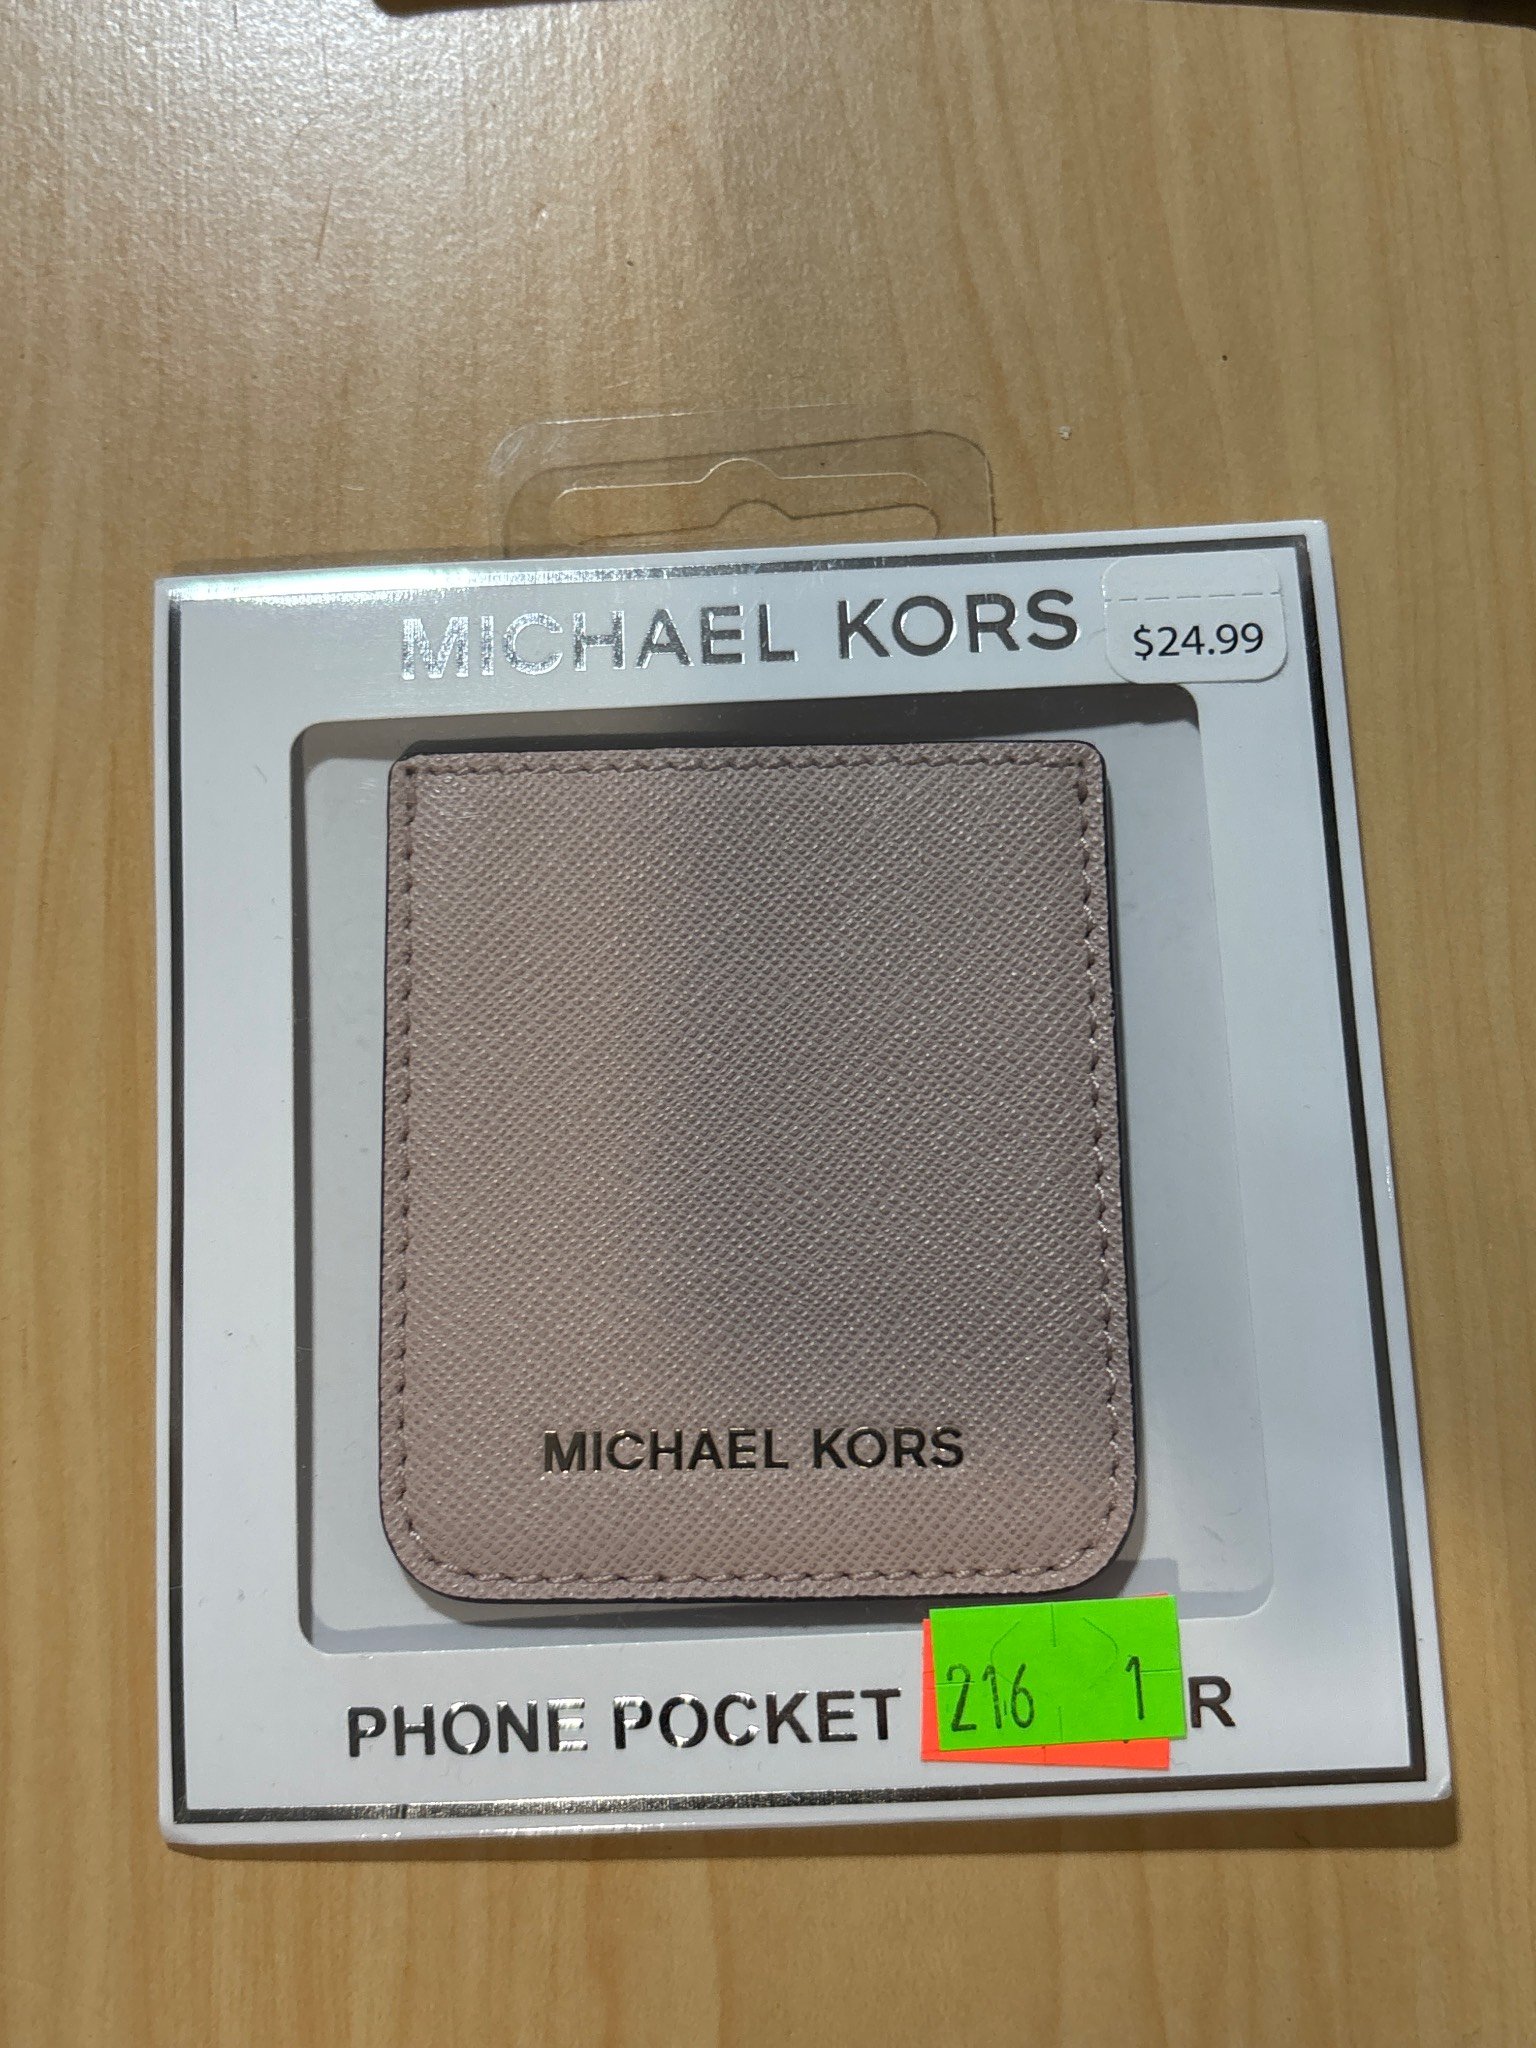 MICHAEL KORS
$24.99
MICHAEL KORS
PHONE POCKET
216 1